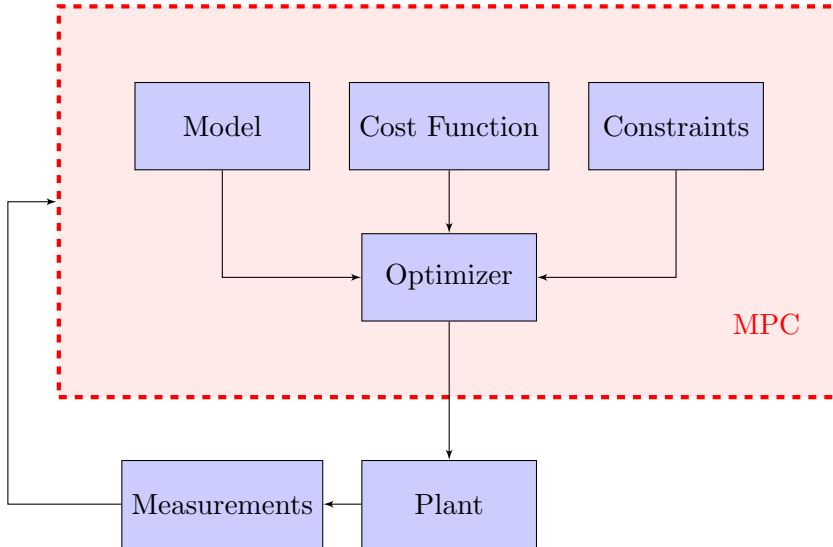 Model
Cost Function
Constraints
Optimizer
MPC
Measurements
Plant